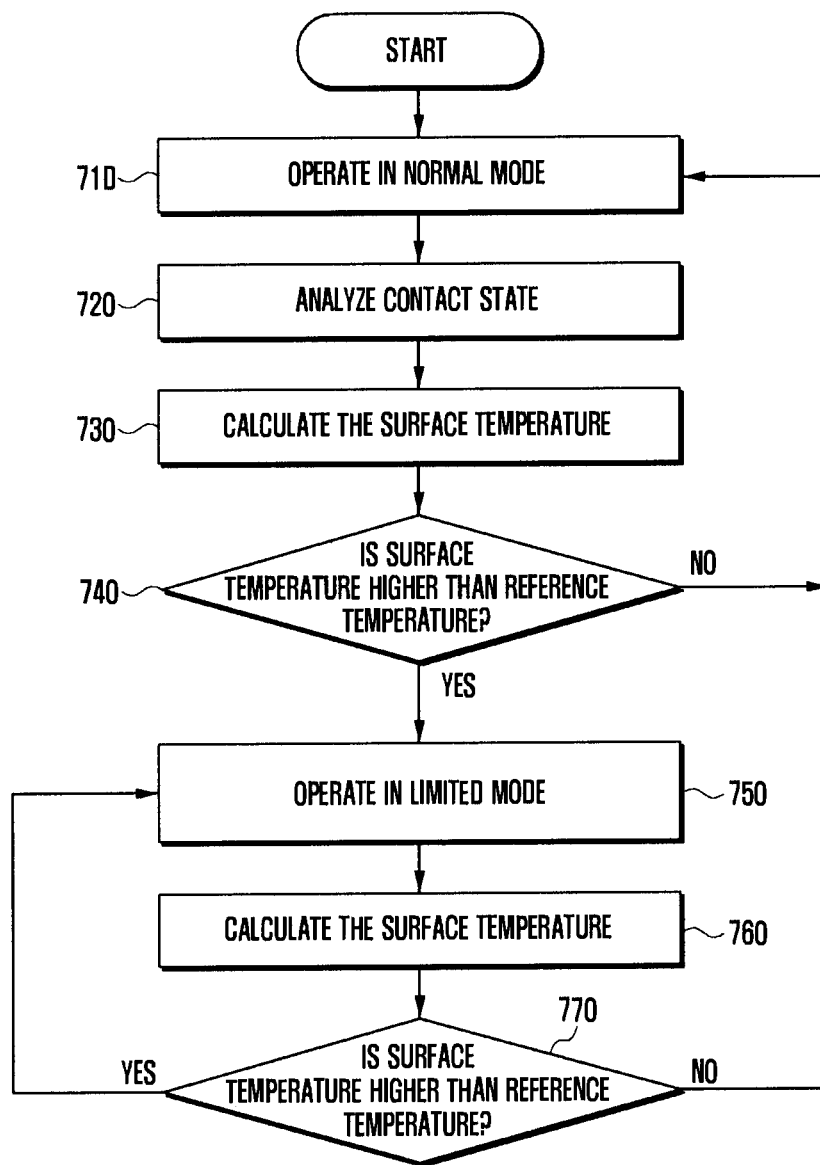 START
71D
OPERATE IN NORMAL MODE
720
ANALYZE CONTACT STATE
730
CALCULATE THE SURFACE TEMPERATURE
740
IS SURFACE
TEMPERATURE HIGHER THAN REFERENCE
TEMPERATURE?
NO
YES
OPERATE IN LIMITED MODE
750
CALCULATE THE SURFACE TEMPERATURE
760
770
YES
IS SURFACE
TEMPERATURE HIGHER THAN REFERENCE
TEMPERATURE?
NO